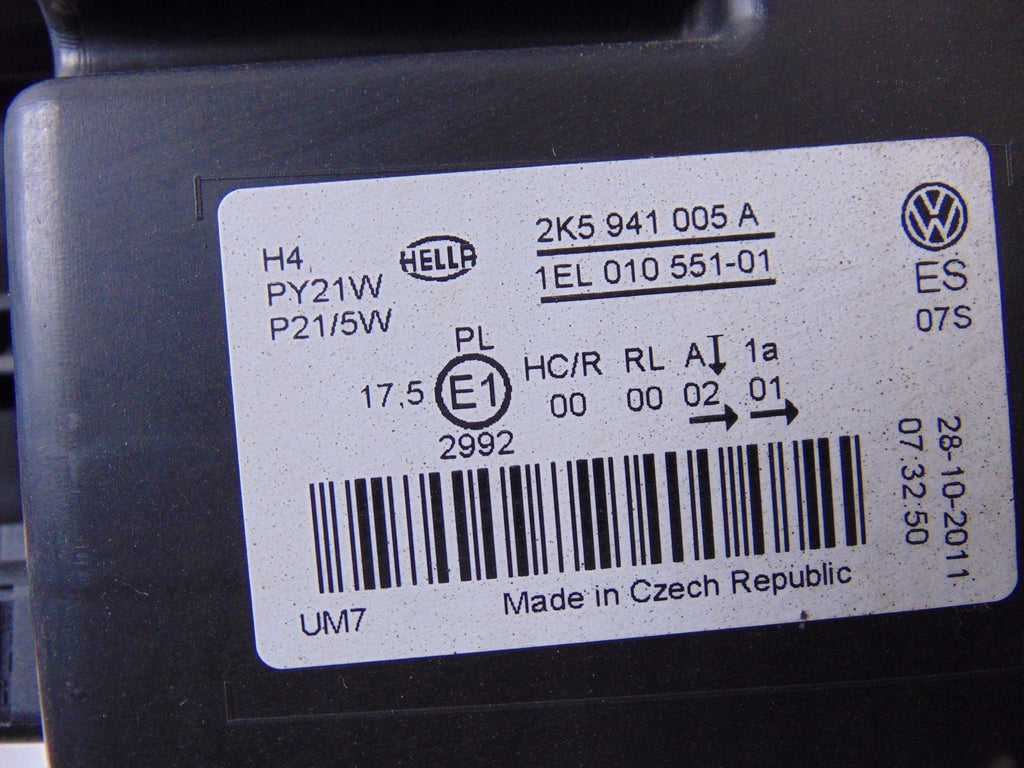 H4
PY21W
P21/5W
HELLA
2K5 941 005 A
1EL 010 551-01
ES
07S
PL
17,5 E1
2992
HC/R RL A 1a
00 00 02 01
28-10-2011
07:32:50
UM7
Made in Czech Republic